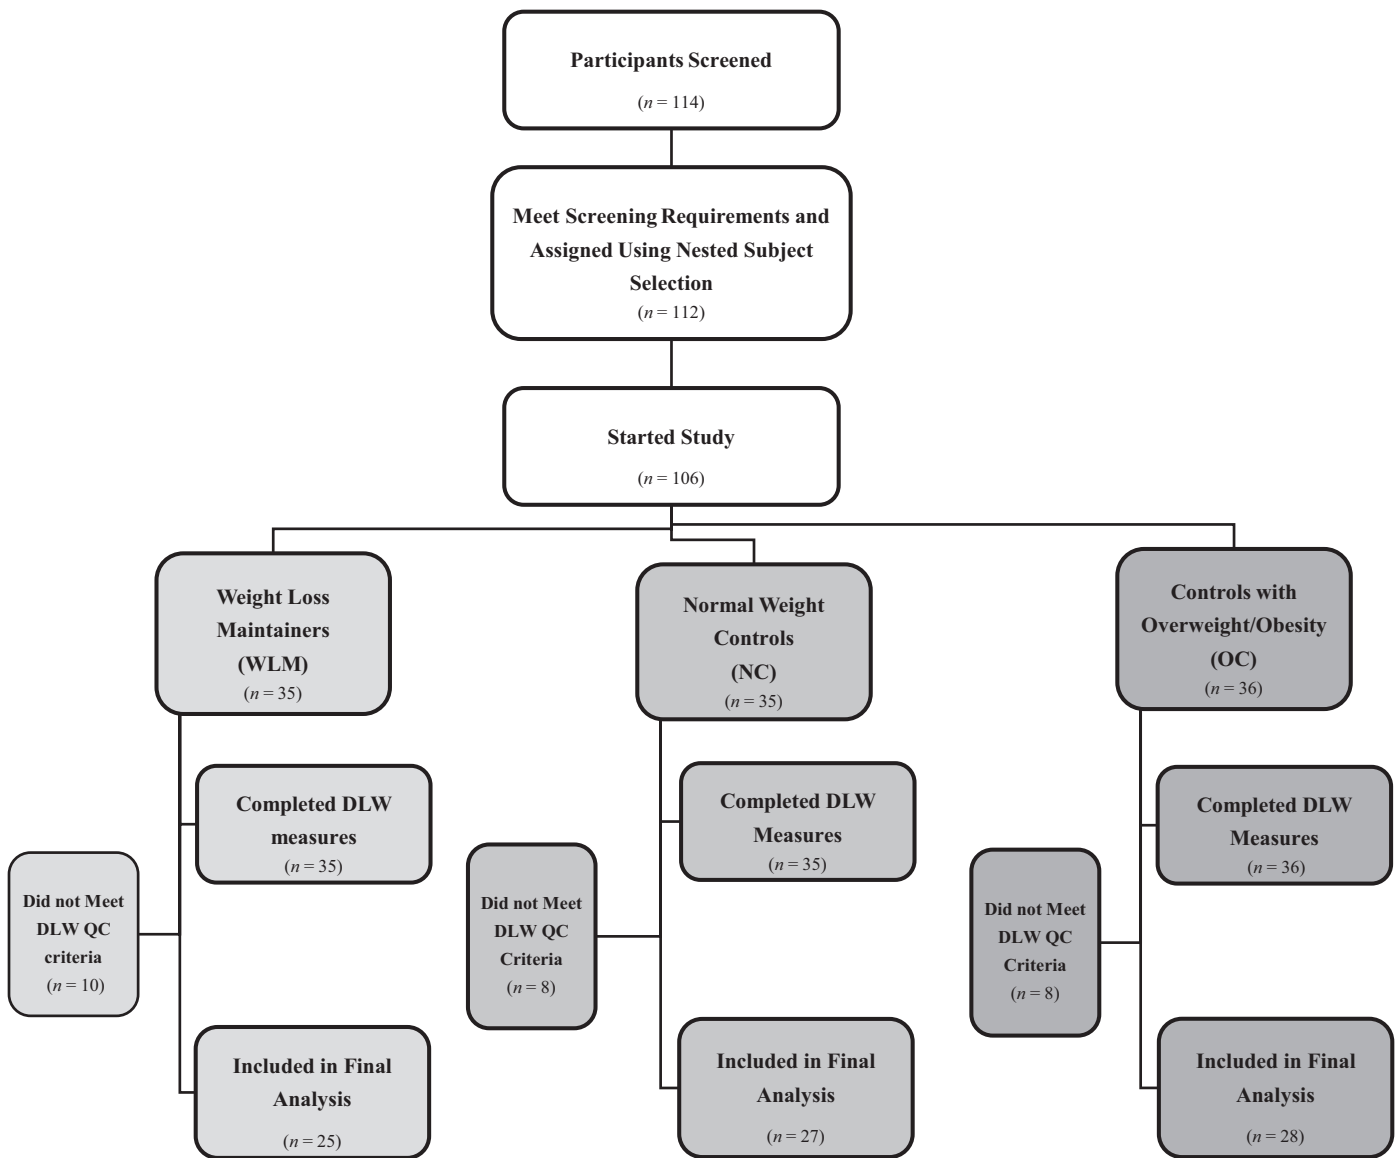 Participants Screened
(n = 114)
Meet Screening Requirements and
Assigned Using Nested Subject
Selection
(n = 112)
Started Study
(n = 106)
Weight Loss
Maintainers
(WLM)
(n = 35)
Completed DLW
measures
(n = 35)
Did not Meet
DLW QC
criteria
(n = 10)
Included in Final
Analysis
(n = 25)
Normal Weight
Controls
(NC)
(n = 35)
Completed DLW
Measures
(n = 35)
Did not Meet
DLW QC
Criteria
(n = 8)
Included in Final
Analysis
(n = 27)
Controls with
Overweight/Obesity
(OC)
(n = 36)
Completed DLW
Measures
(n = 36)
Did not Meet
DLW QC
Criteria
(n = 8)
Included in Final
Analysis
(n = 28)